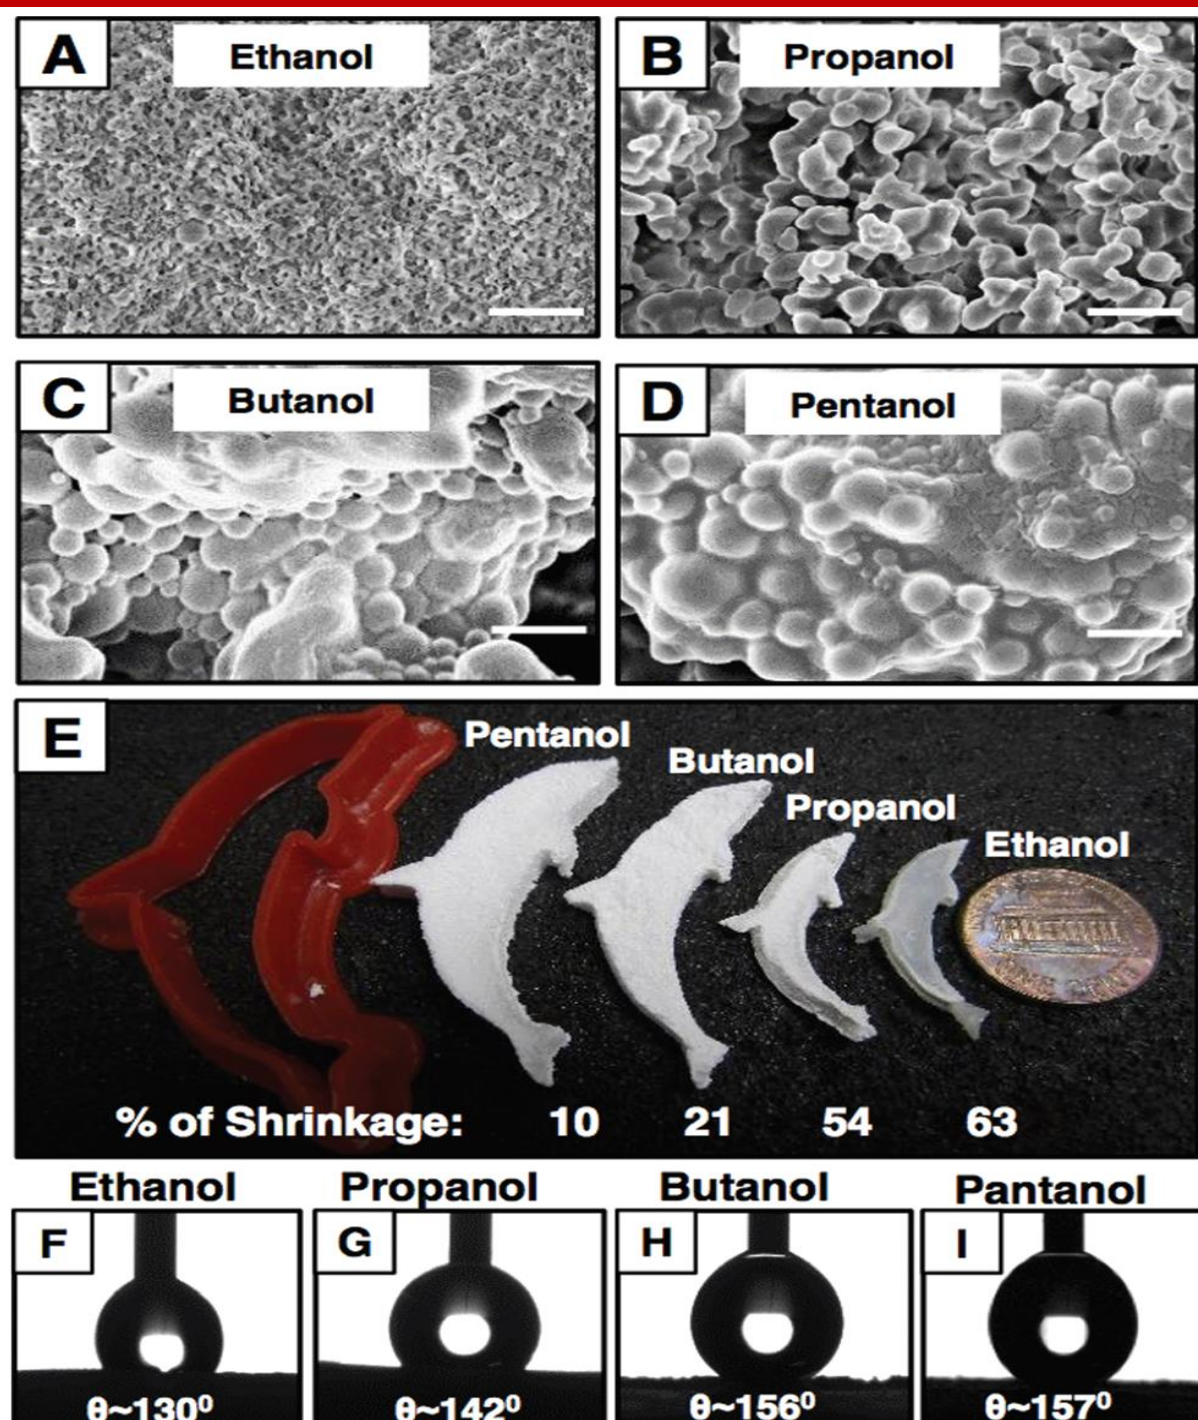 A
Ethanol
B
Propanol
C
Butanol
D
Pentanol
E
Pentanol
Butanol
Propanol
Ethanol
% of Shrinkage: 10 21 54 63
Ethanol
Propanol
Butanol
Pantanol
F
G
H
I
θ~130⁰
θ~142⁰
θ~156⁰
θ~157⁰